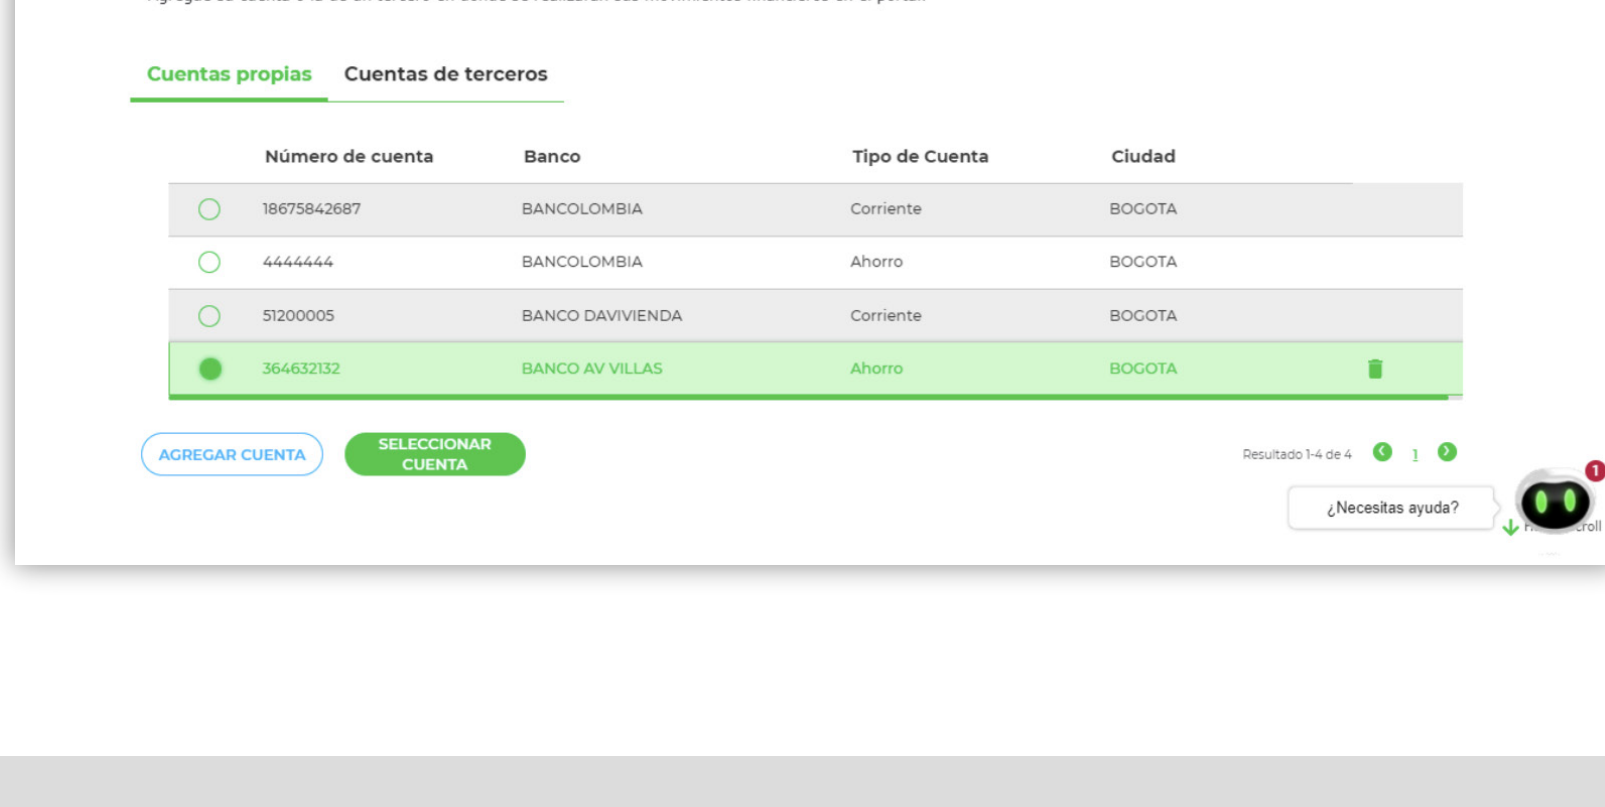 Cuentas propias Cuentas de terceros
Número de cuenta Banco Tipo de Cuenta Ciudad
18675842687 BANCOLOMBIA Corriente BOGOTA
4444444 BANCOLOMBIA Ahorro BOGOTA
51200005 BANCO DAVIVIENDA Corriente BOGOTA
364632132 BANCO AV VILLAS Ahorro BOGOTA
AGREGAR CUENTA
SELECCIONAR
CUENTA
Resultado 1-4 de 4 1
1
¿Necesitas ayuda?